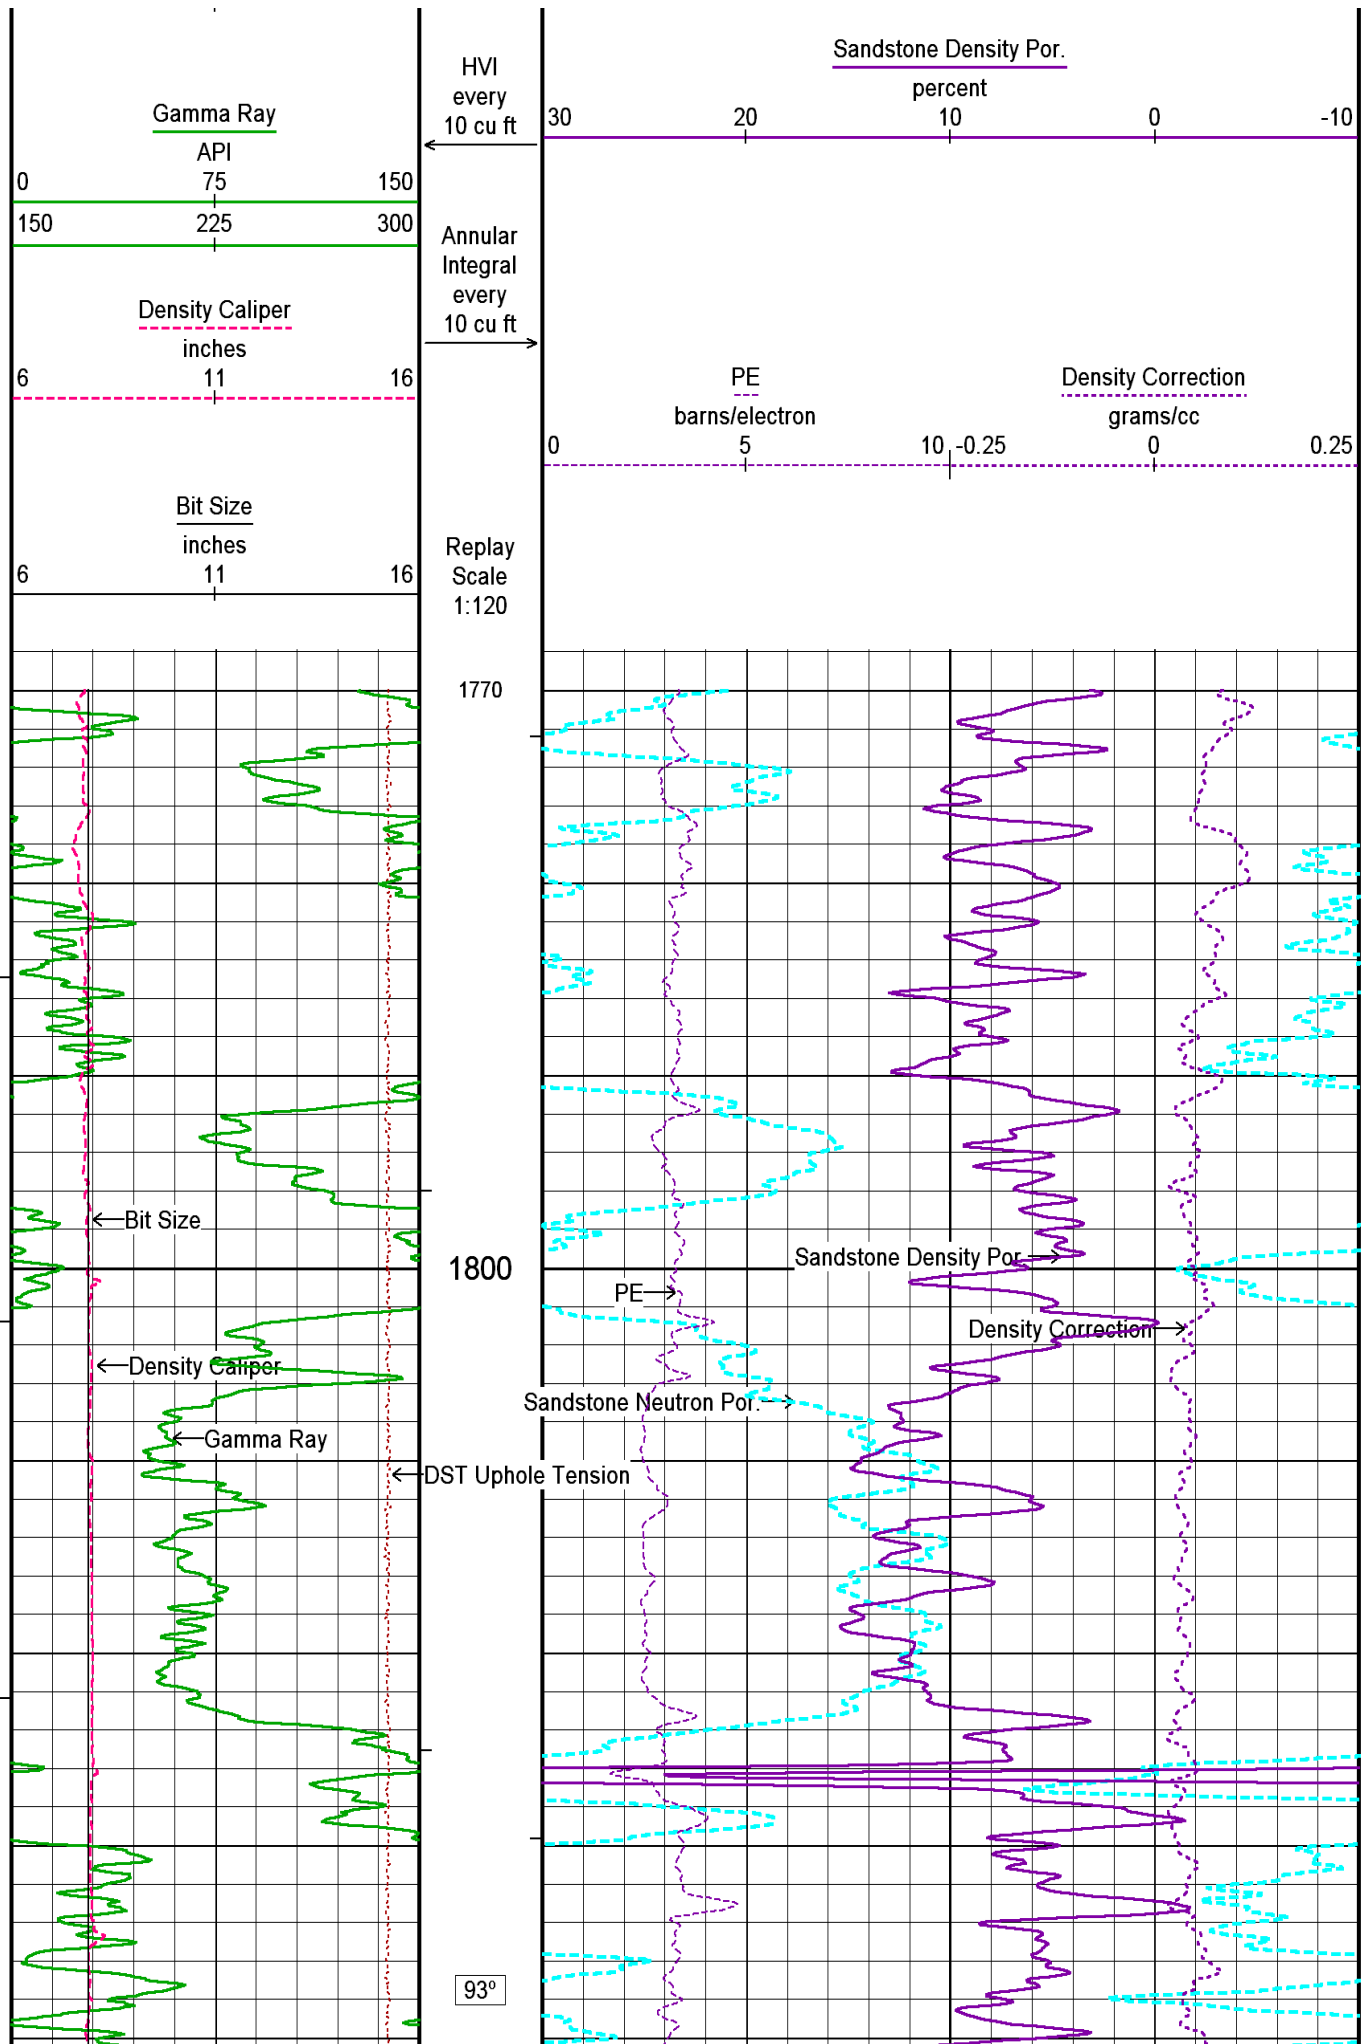 Gamma Ray
API
0 75 150
150 225 300
Density Caliper
inches
6 11 16
Bit Size
inches
6 11 16
HVI
every
10 cu ft
Annular
Integral
every
10 cu ft
Replay
Scale
1:120
Sandstone Density Por.
percent
30 20 10 0 -10
PE
barns/electron
0 5 10
Density Correction
grams/cc
-0.25 0 0.25
1770
Bit Size
Sandstone Density Por.
1800
PE
Density Correction
Density Caliper
Sandstone Neutron Por.
Gamma Ray
DST Uphole Tension
93º